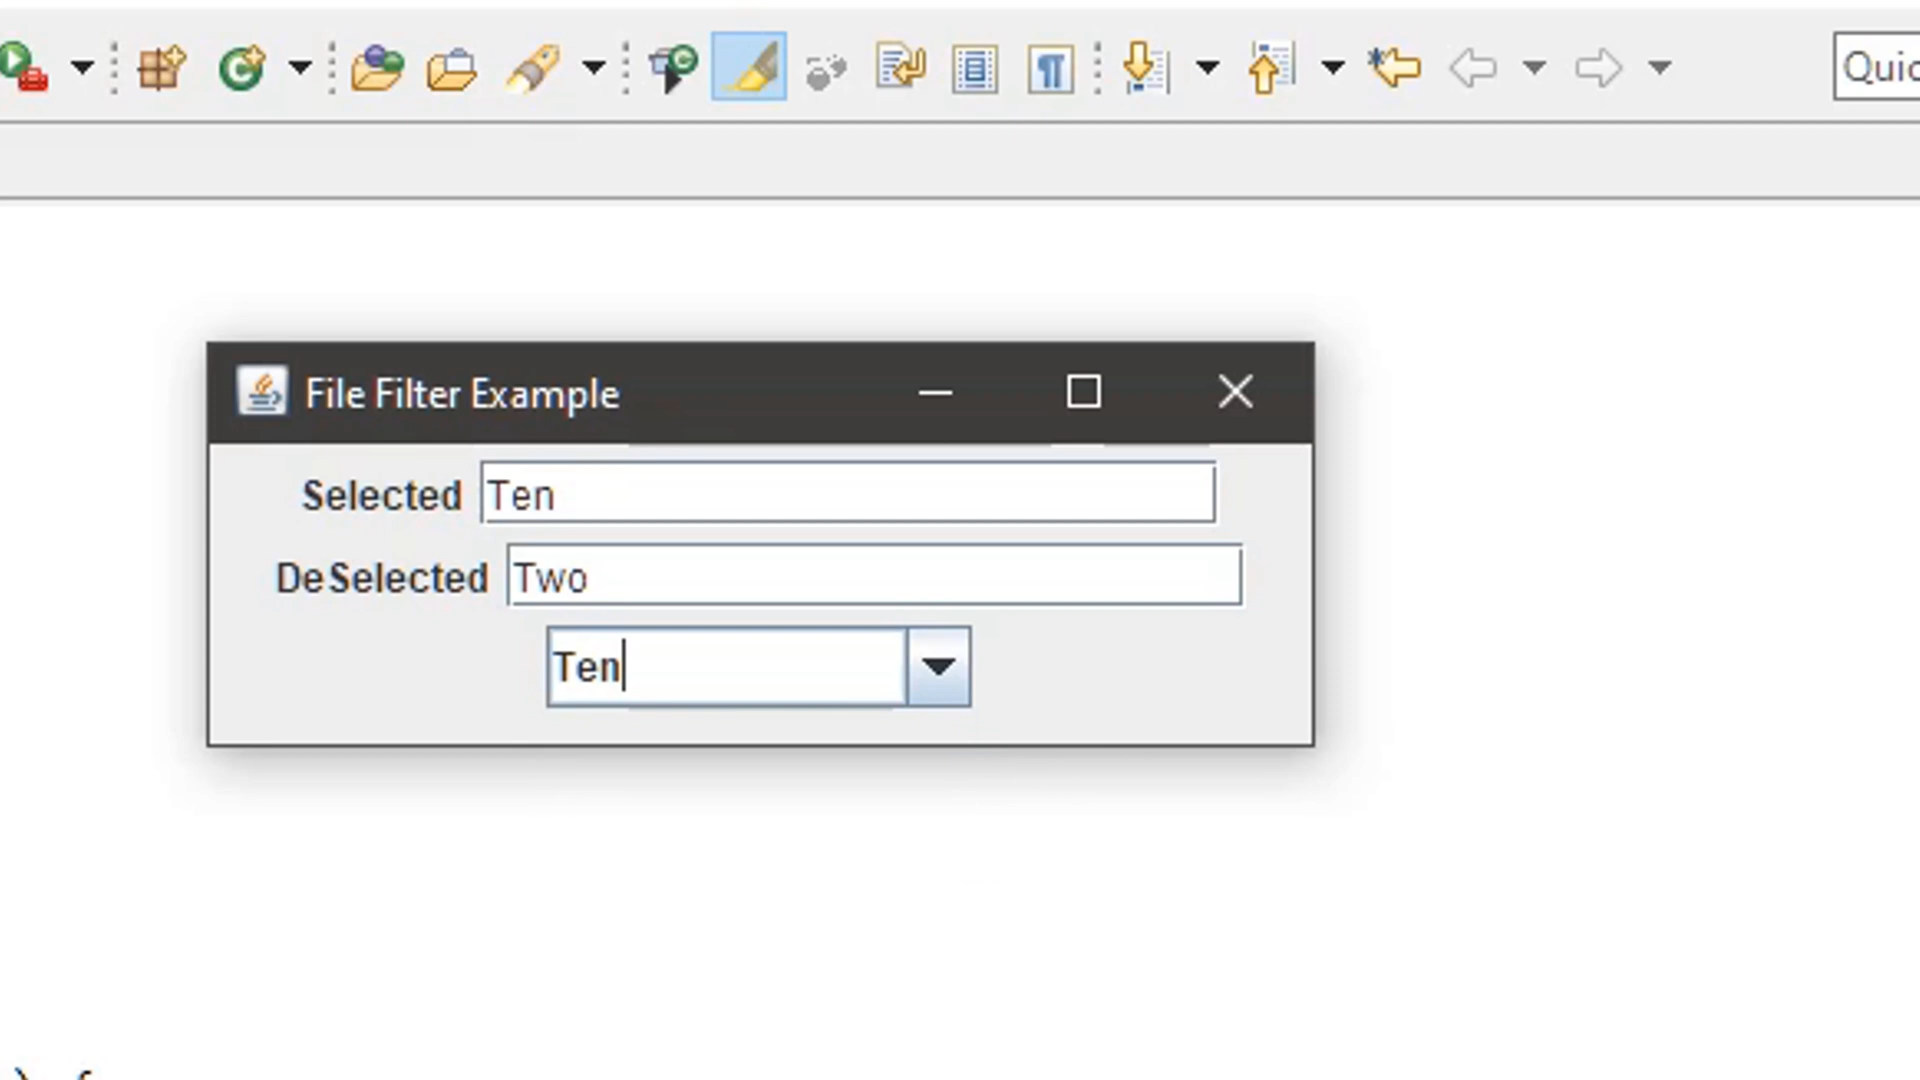 Quic
File Filter Example
Selected Ten
DeSelected Two
Ten